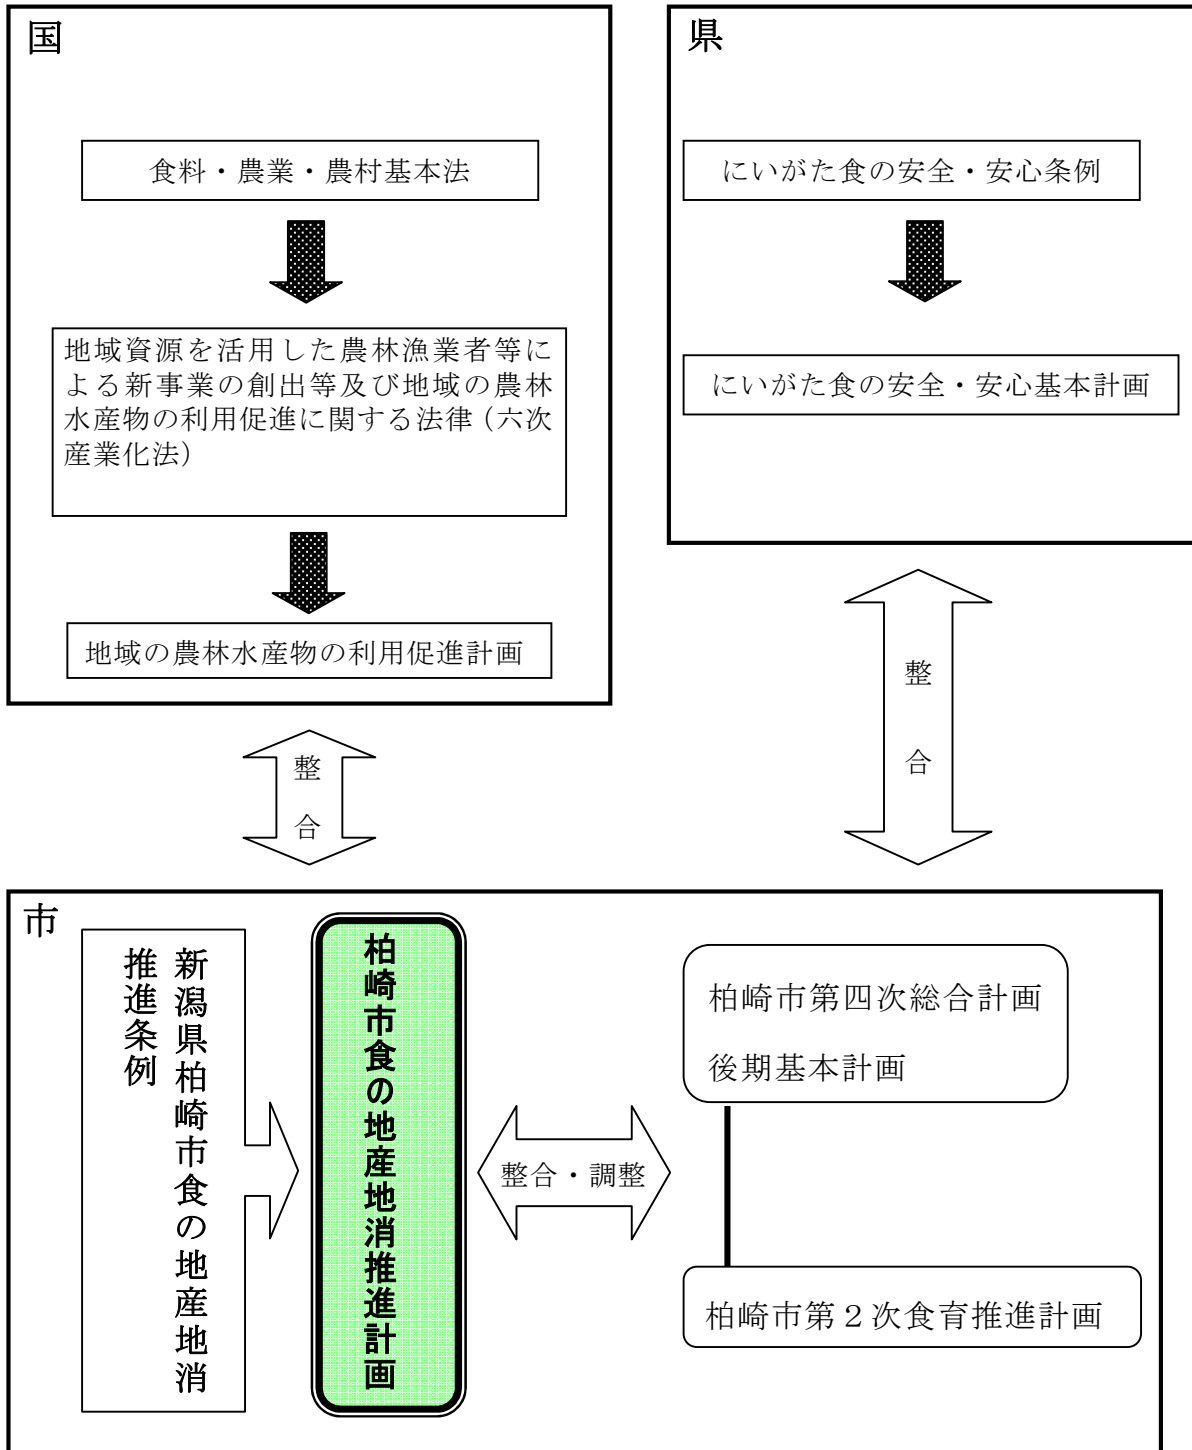 国
食料・農業・農村基本法
地域資源を活用した農林漁業者等に
よる新事業の創出等及び地域の農林
水産物の利用促進に関する法律（六次
産業化法）
地域の農林水産物の利用促進計画
県
にいがた食の安全・安心条例
にいがた食の安全・安心基本計画
整合
整合
市
新潟県柏崎市食の地産地消
推進条例
柏崎市食の地産地消推進計画
整合・調整
柏崎市第四次総合計画
後期基本計画
柏崎市第２次食育推進計画